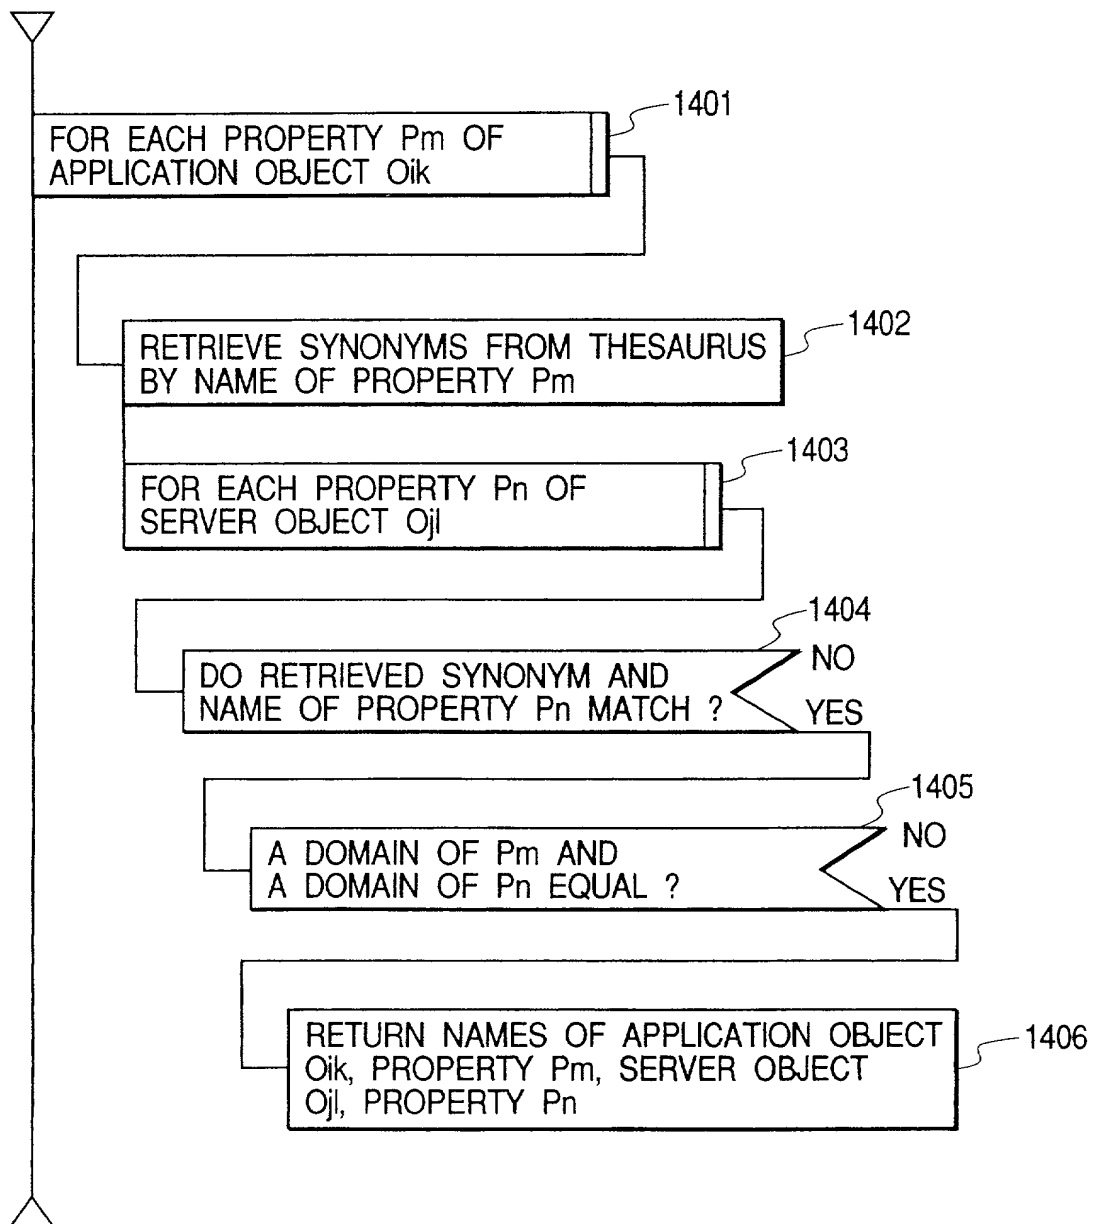 1401
FOR EACH PROPERTY Pm OF
APPLICATION OBJECT Oik
1402
RETRIEVE SYNONYMS FROM THESAURUS
BY NAME OF PROPERTY Pm
1403
FOR EACH PROPERTY Pn OF
SERVER OBJECT Ojl
1404
DO RETRIEVED SYNONYM AND
NAME OF PROPERTY Pn MATCH ?
NO
YES
1405
A DOMAIN OF Pm AND
A DOMAIN OF Pn EQUAL ?
NO
YES
RETURN NAMES OF APPLICATION OBJECT
Oik, PROPERTY Pm, SERVER OBJECT
Ojl, PROPERTY Pn
1406